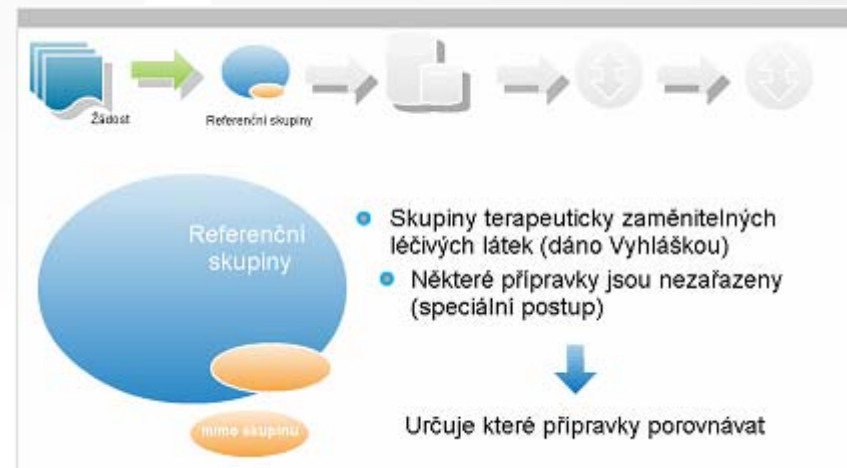 Žádost
Referenční skupiny
Referenční
skupiny
Skupiny terapeuticky zaměnitelných
léčivých látek (dáno Vyhláškou)
Některé přípravky jsou nezařazeny
(speciální postup)
mimo skupinu
Určuje které připravky porovnávat